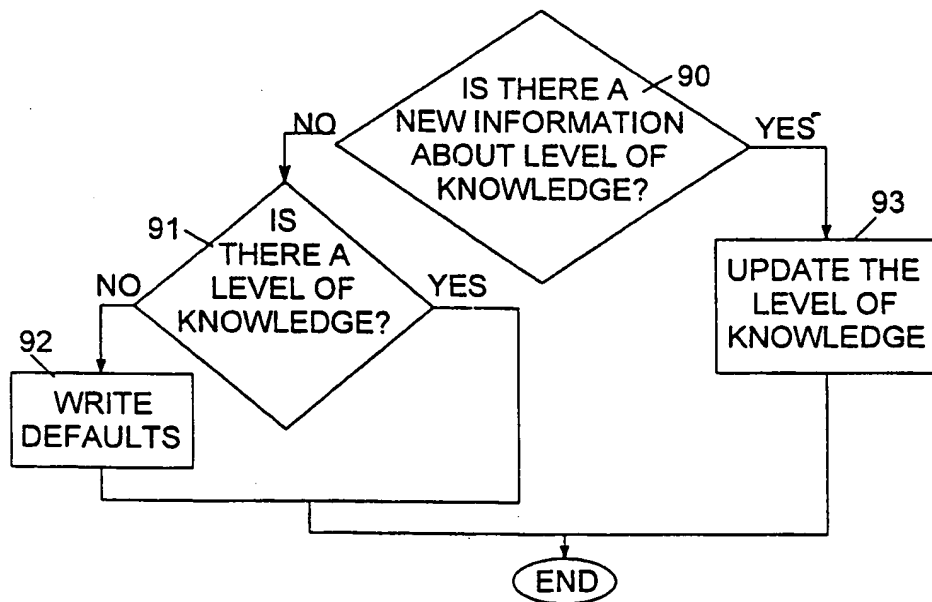 90
IS THERE A
NEW INFORMATION
ABOUT LEVEL OF
KNOWLEDGE?
NO
YES
91
IS
THERE A
LEVEL OF
KNOWLEDGE?
NO
YES
93
UPDATE THE
LEVEL OF
KNOWLEDGE
92
WRITE
DEFAULTS
END